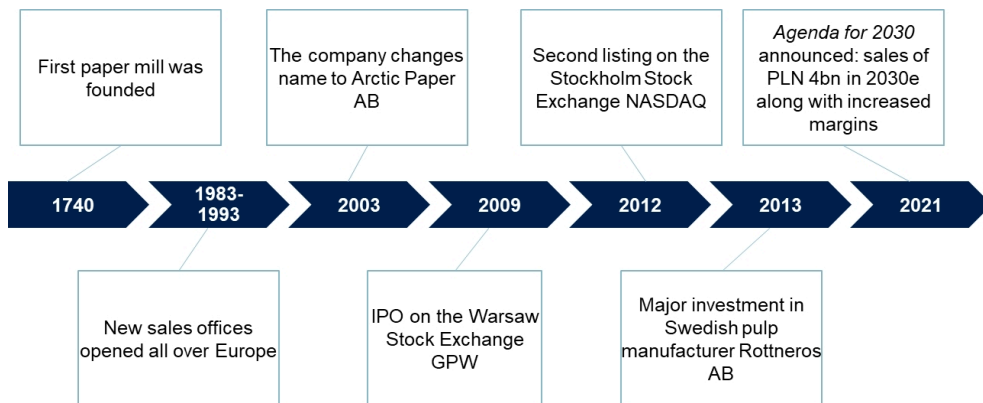 First paper mill was
founded
The company changes
name to Arctic Paper
AB
Second listing on the
Stockholm Stock
Exchange NASDAQ
Agenda for 2030
announced: sales of
PLN 4bn in 2030e
along with increased
margins
1740
1983-
1993
2003
2009
2012
2013
2021
New sales offices
opened all over Europe
IPO on the Warsaw
Stock Exchange
GPW
Major investment in
Swedish pulp
manufacturer Rottneros
AB